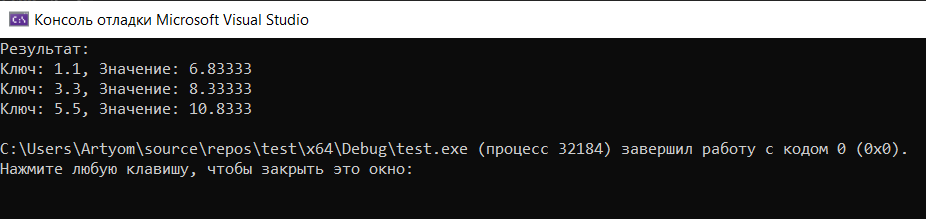 Консоль отладки Microsoft Visual Studio
Результат:
Ключ: 1.1, Значение: 6.83333
Ключ: 3.3, Значение: 8.33333
Ключ: 5.5, Значение: 10.8333
C:\Users\Artyom\source\repos\test\x64\Debug\test.exe (процесс 32184) завершил работу с кодом 0 (0x0).
Нажмите любую клавишу, чтобы закрыть это окно: